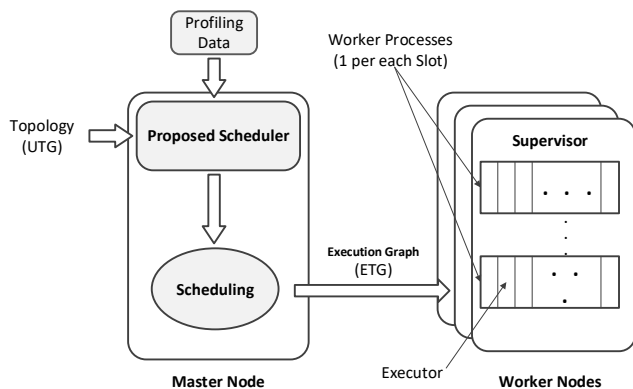 Profiling
Data
Worker Processes
(1 per each Slot)
Topology
(UTG)
Proposed Scheduler
Supervisor
Execution Graph
(ETG)
Scheduling
Executor
Master Node
Worker Nodes